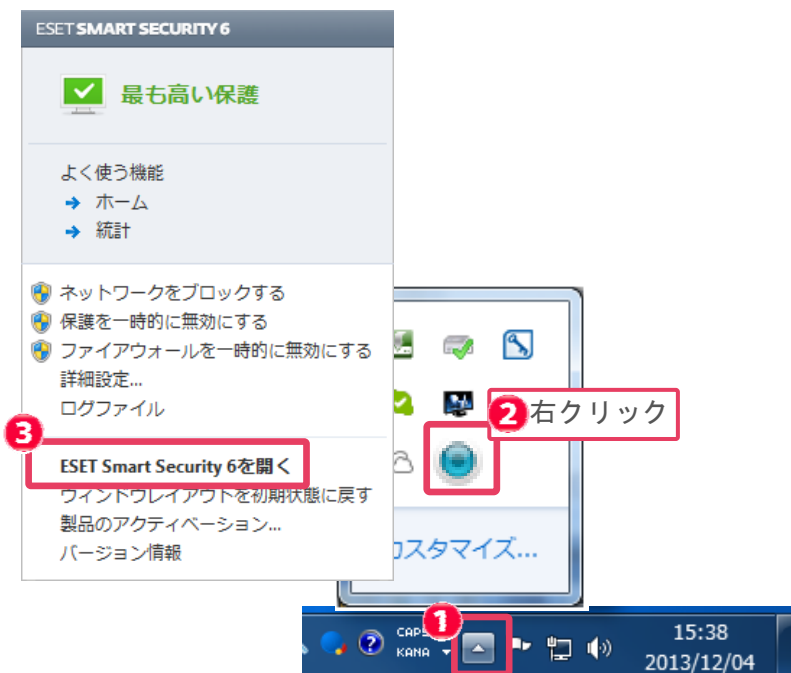 ESET SMART SECURITY 6
最も高い保護
よく使う機能
ホーム
統計
ネットワークをブロックする
保護を一時的に無効にする
ファイアウォールを一時的に無効にする
詳細設定...
ログファイル
3
ESET Smart Security 6を開く
ウィンドウレイアウトを初期状態に戻す
製品のアクティベーション...
バージョン情報
2 右クリック
カスタマイズ...
1
CAPS
KANA
15:38
2013/12/04